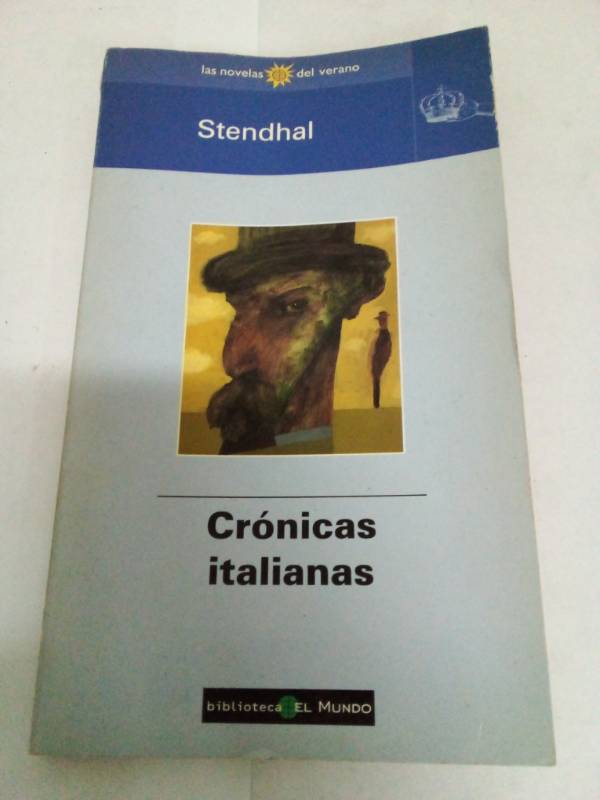 las novelas del verano
Stendhal
Crónicas
italianas
biblioteca EL MUNDO